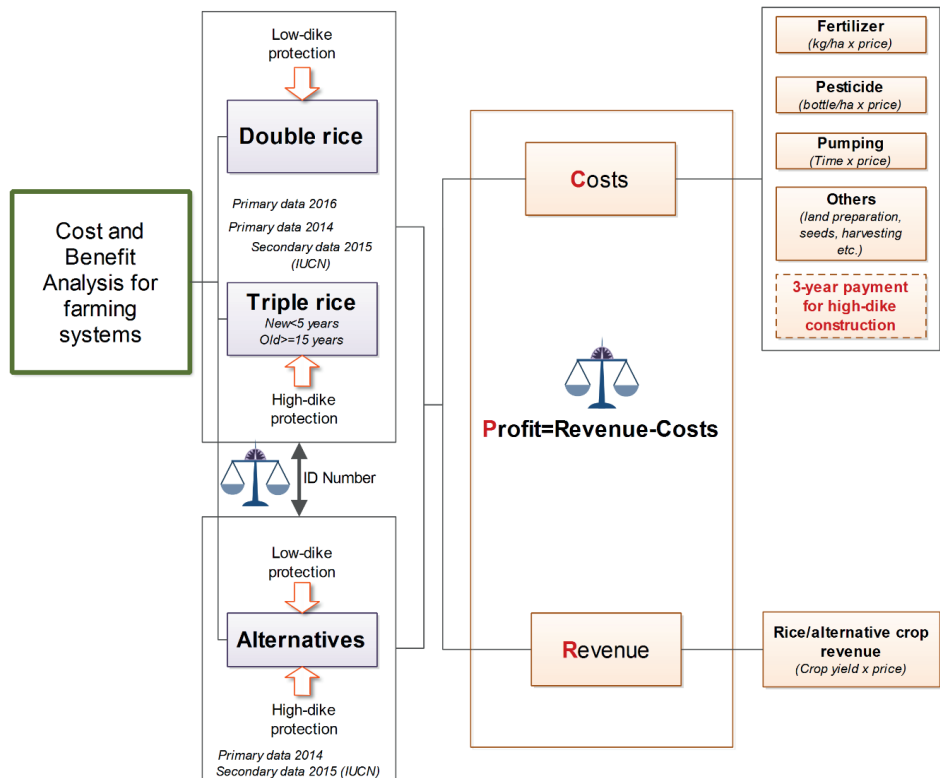 Cost and
Benefit
Analysis for
farming
systems
Low-dike
protection
Double rice
Primary data 2016
Primary data 2014
Secondary data 2015
(IUCN)
Triple rice
New<5 years
Old>=15 years
High-dike
protection
ID Number
Low-dike
protection
Alternatives
High-dike
protection
Primary data 2014
Secondary data 2015 (IUCN)
Costs
Profit=Revenue-Costs
Revenue
Fertilizer
(kg/ha x price)
Pesticide
(bottle/ha x price)
Pumping
(Time x price)
Others
(land preparation,
seeds, harvesting
etc.)
3-year payment
for high-dike
construction
Rice/alternative crop
revenue
(Crop yield x price)